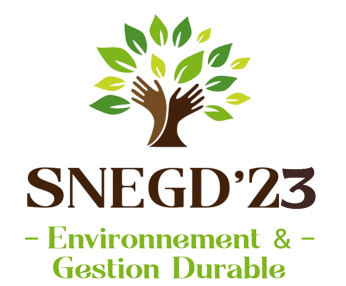 SNEGD'23
- Environnement & -
Gestion Durable